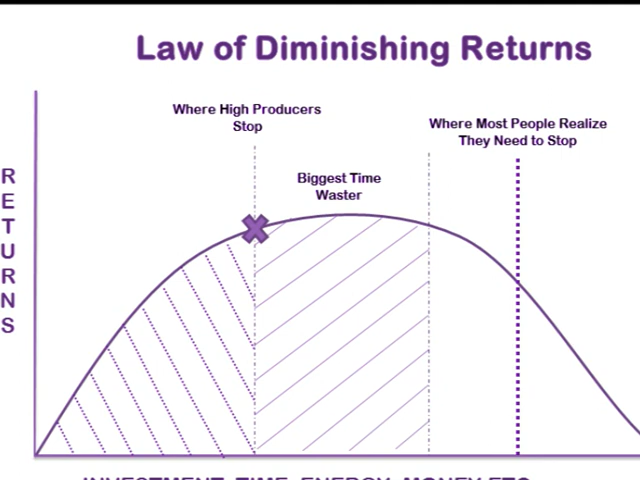 Law of Diminishing Returns
Where High Producers
Stop
Where Most People Realize
They Need to Stop
Biggest Time
Waster
RETURNS
INVESTMENT, TIME, ENERGY, MONEY ETC